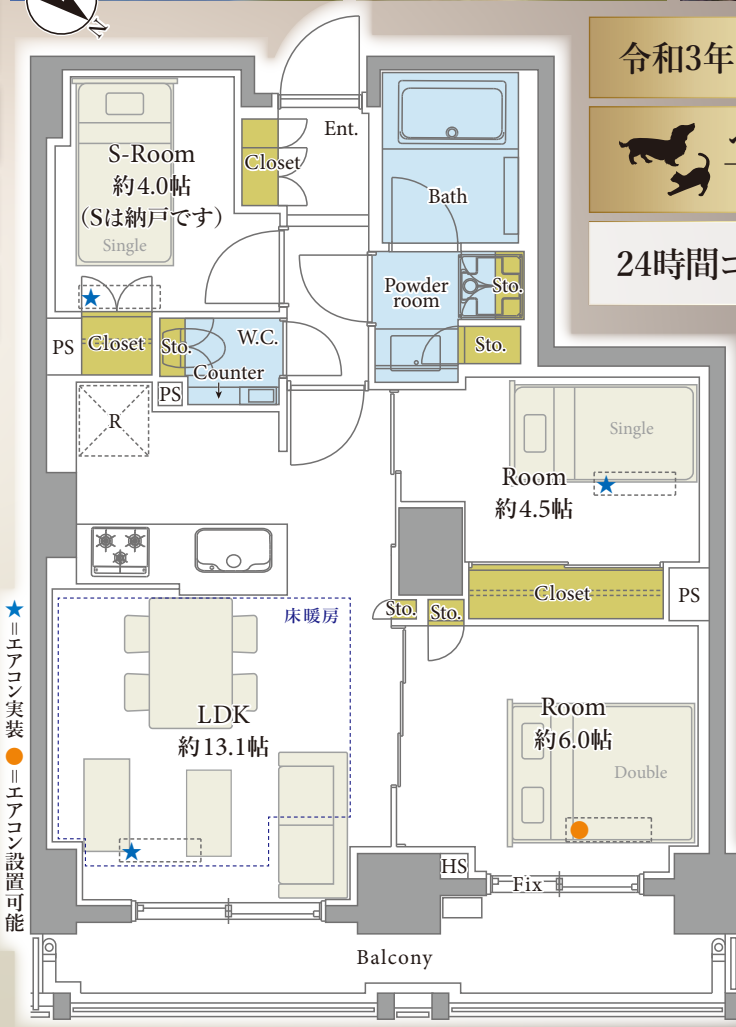 N
令和3年
24時間コ
Ent.
S-Room
約4.0帖
(Sは納戸です)
Single
Closet
Bath
Powder
room
Sto.
Sto.
PS
Closet
Sto.
W.C.
Counter
PS
R
Single
Room
約4.5帖
Closet
PS
Sto.
Sto.
床暖房
LDK
約13.1帖
Room
約6.0帖
Double
HS
Fix
Balcony
★=エアコン実装 ●=エアコン設置可能